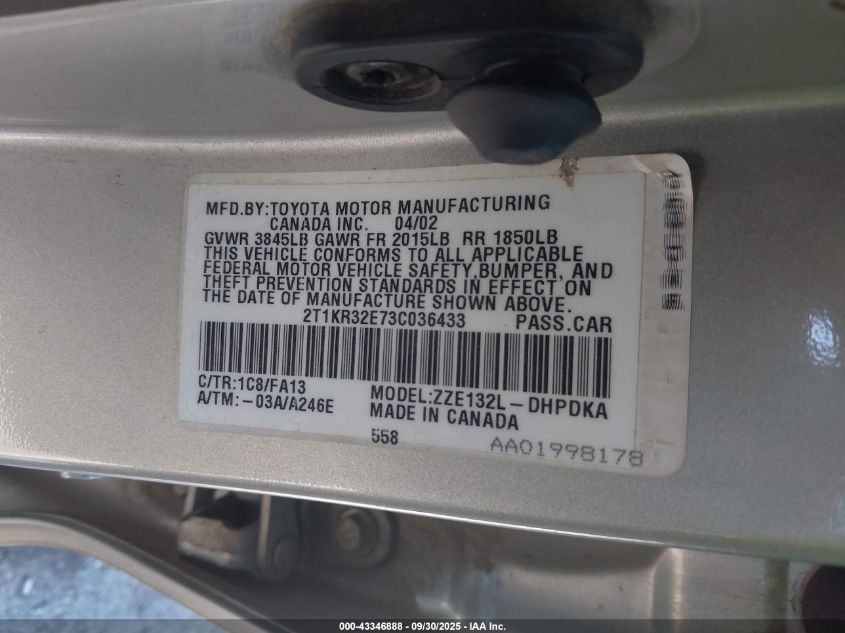 MFD.BY:TOYOTA MOTOR MANUFACTURING
CANADA INC. 04/02
GVWR 3845LB GAWR FR 2015LB RR 1850LB
THIS VEHICLE CONFORMS TO ALL APPLICABLE
FEDERAL MOTOR VEHICLE SAFETY,BUMPER, AND
THEFT PREVENTION STANDARDS IN EFFECT ON
THE DATE OF MANUFACTURE SHOWN ABOVE.
2T1KR32E73C036433 PASS.CAR
C/TR:1C8/FA13
A/TM:-03A/A246E
MODEL:ZZE132L-DHPDKA
MADE IN CANADA
558
AA01998178
000-43346888 - 09/30/2025 - IAA Inc.